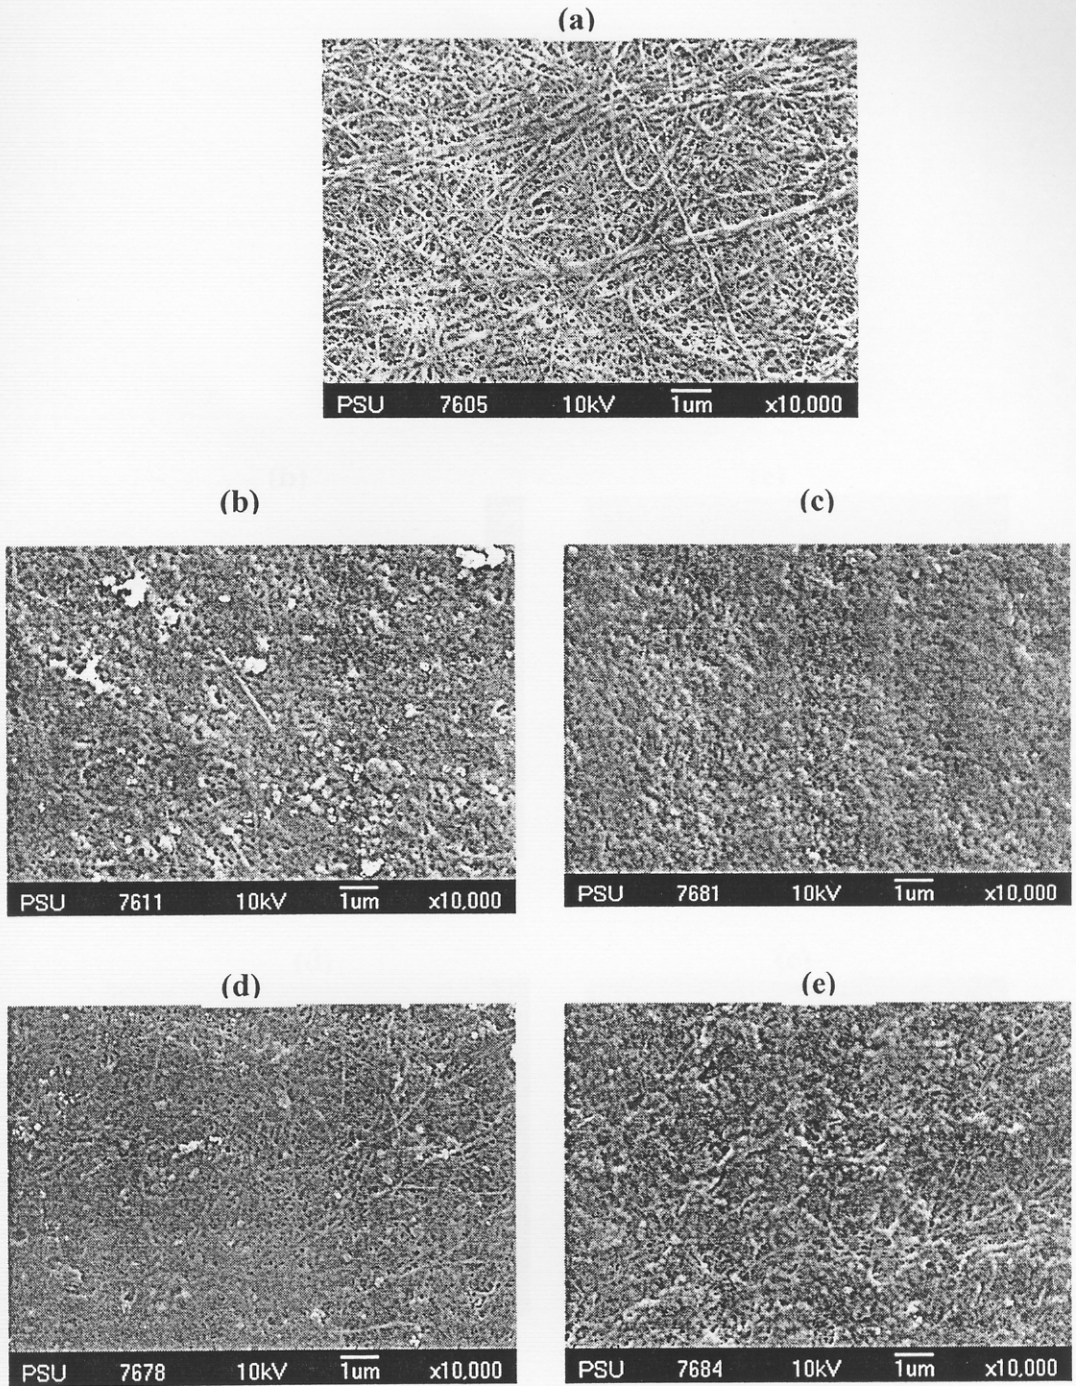 (a)
PSU 7605 10kV 1um x10,000
(b)
(c)
PSU 7611 10kV 1um x10,000
PSU 7681 10kV 1um x10,000
(d)
(e)
PSU 7678 10kV 1um x10,000
PSU 7684 10kV 1um x10,000